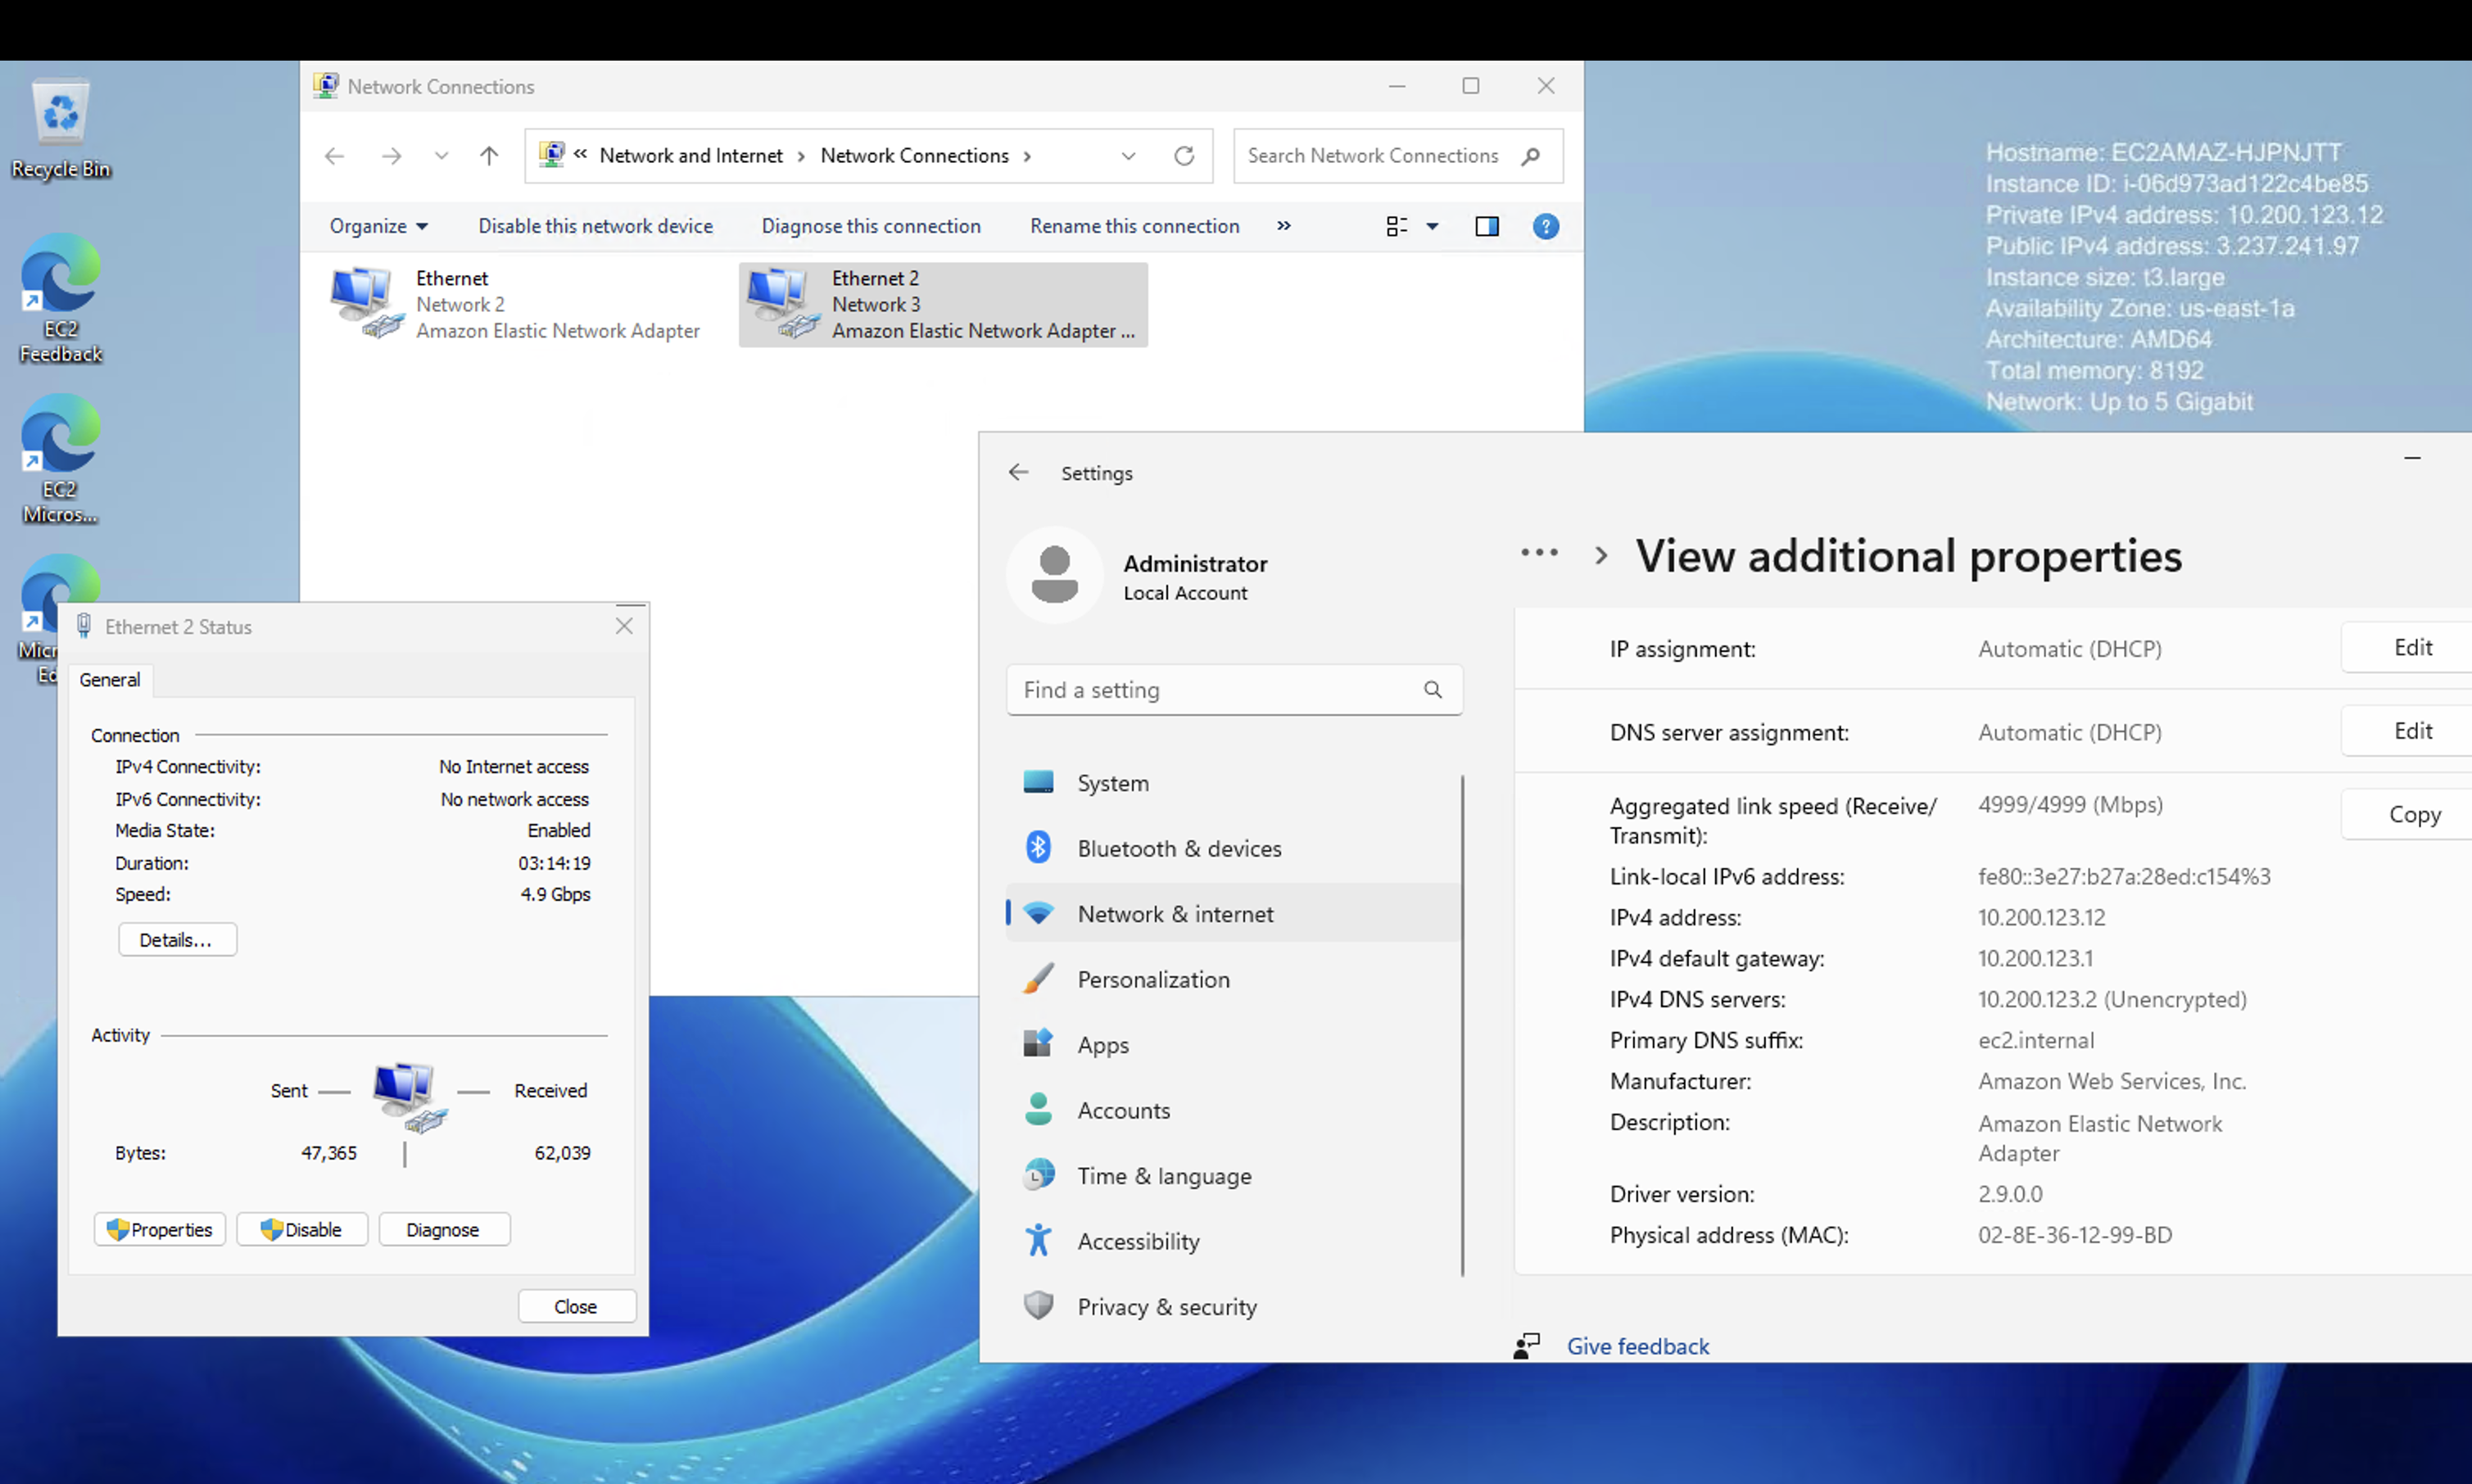 Recycle Bin
EC2
Feedback
EC2
Micros...
Network Connections
« Network and Internet › Network Connections ›
Search Network Connections
Organize
Disable this network device
Diagnose this connection
Rename this connection
»
?
Ethernet
Network 2
Amazon Elastic Network Adapter
Ethernet 2
Network 3
Amazon Elastic Network Adapter ...
Hostname: EC2AMAZ-HJPNJTT
Instance ID: i-06d973ad122c4be85
Private IPv4 address: 10.200.123.12
Public IPv4 address: 3.237.241.97
Instance size: t3.large
Availability Zone: us-east-1a
Architecture: AMD64
Total memory: 8192
Network: Up to 5 Gigabit
Ethernet 2 Status
General
Connection
IPv4 Connectivity: No Internet access
IPv6 Connectivity: No network access
Media State: Enabled
Duration: 03:14:19
Speed: 4.9 Gbps
Details...
Activity
Sent — — Received
Bytes: 47,365 62,039
Properties
Disable
Diagnose
Close
Settings
Administrator
Local Account
Find a setting
System
Bluetooth & devices
Network & internet
Personalization
Apps
Accounts
Time & language
Accessibility
Privacy & security
••• › View additional properties
IP assignment: Automatic (DHCP) Edit
DNS server assignment: Automatic (DHCP) Edit
Aggregated link speed (Receive/ 4999/4999 (Mbps) Copy
Transmit):
Link-local IPv6 address: fe80::3e27:b27a:28ed:c154%3
IPv4 address: 10.200.123.12
IPv4 default gateway: 10.200.123.1
IPv4 DNS servers: 10.200.123.2 (Unencrypted)
Primary DNS suffix: ec2.internal
Manufacturer: Amazon Web Services, Inc.
Description: Amazon Elastic Network
Adapter
Driver version: 2.9.0.0
Physical address (MAC): 02-8E-36-12-99-BD
Give feedback